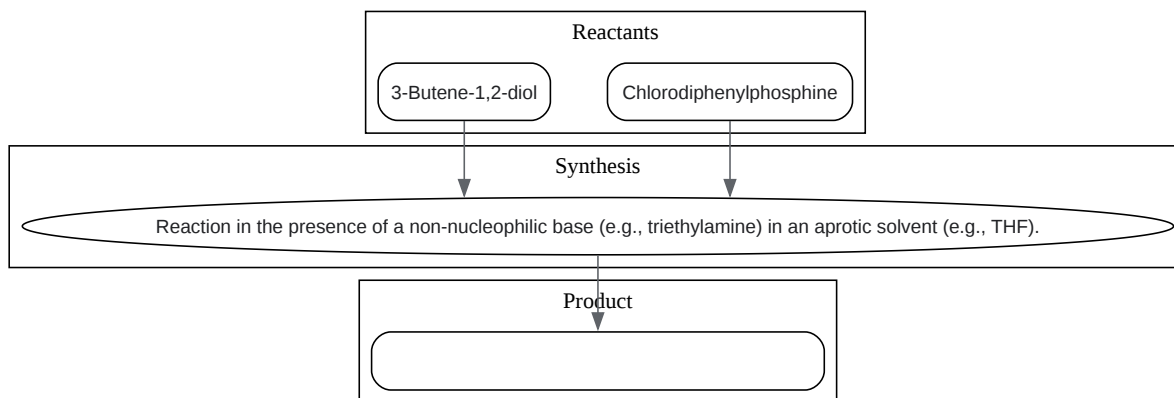 Reactants
3-Butene-1,2-diol
Chlorodiphenylphosphine
Synthesis
Reaction in the presence of a non-nucleophilic base (e.g., triethylamine) in an aprotic solvent (e.g., THF).
Product